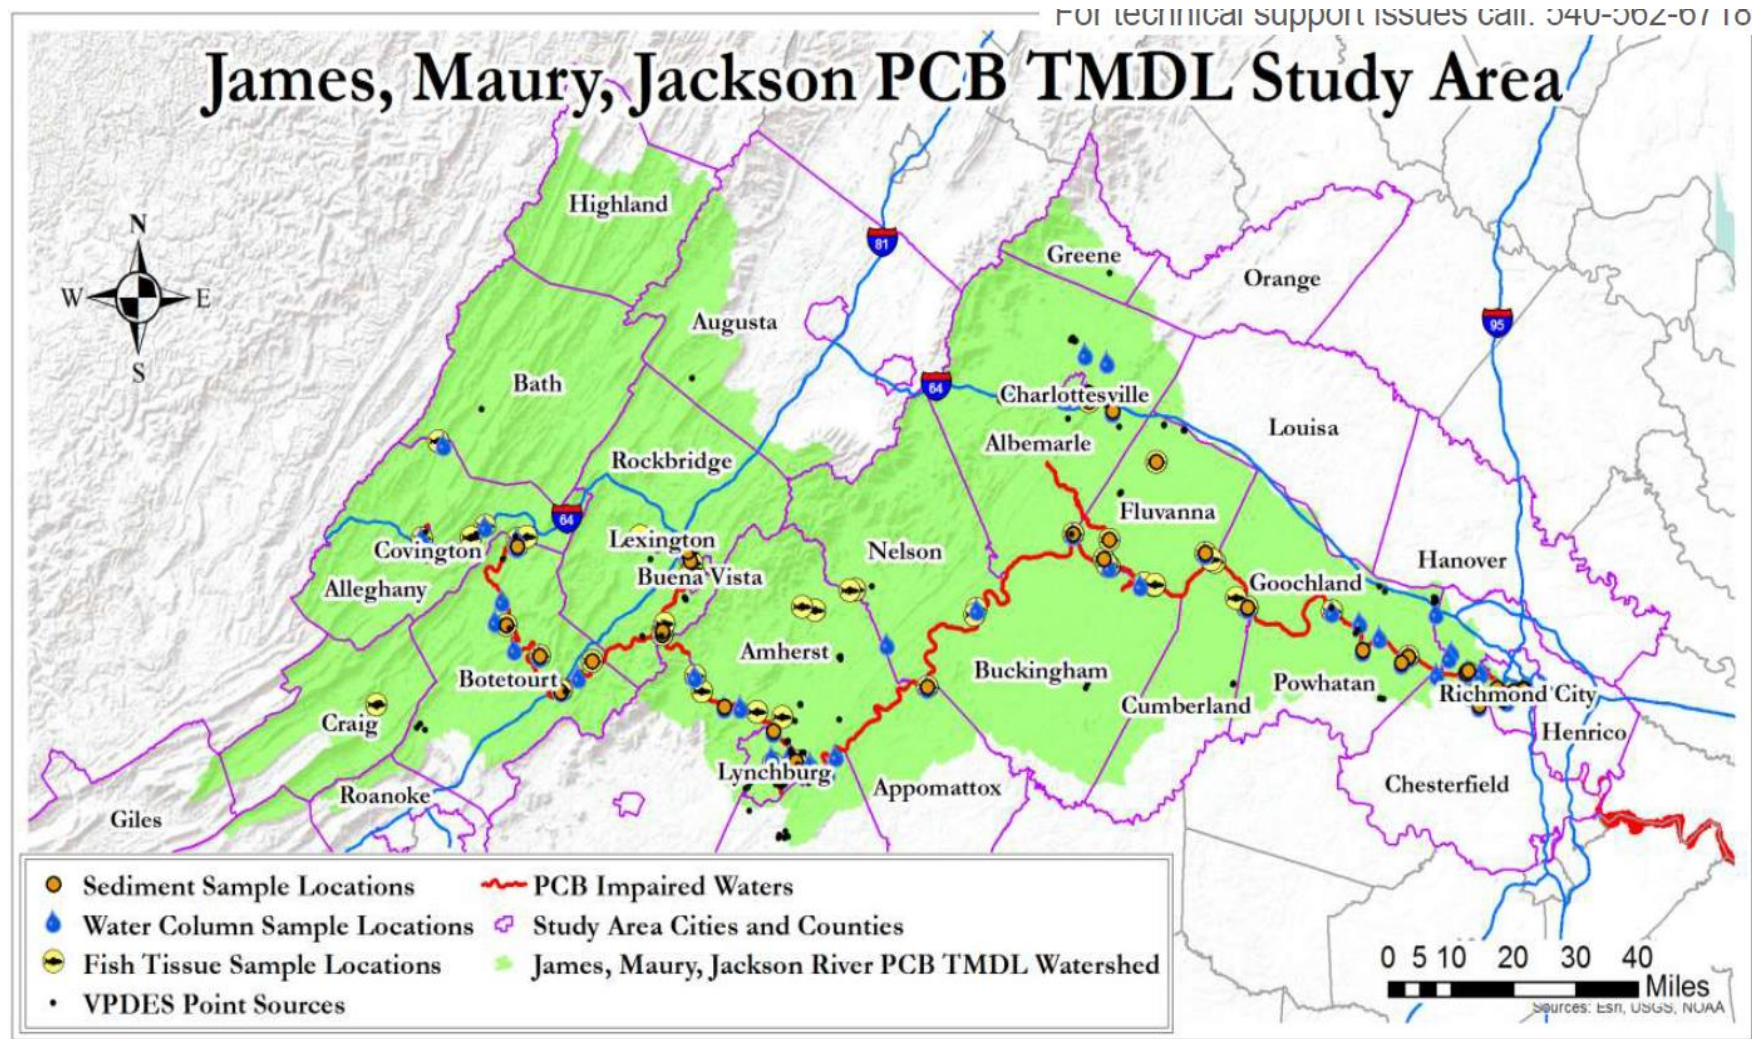 For technical support issues call: 540-562-6718
James, Maury, Jackson PCB TMDL Study Area
Highland
N
81
Greene
Orange
W E
Augusta
95
S
Bath
64
Charlottesville
Louisa
Albemarle
Rockbridge
64
Fluvanna
Lexington
Covington
Nelson
Hanover
Buena Vista
Goochland
Alleghany
Amherst
Buckingham
Botetourt
Powhatan
Richmond City
Cumberland
Craig
Henrico
Lynchburg
Appomattox
Chesterfield
Roanoke
Giles
Sediment Sample Locations
PCB Impaired Waters
Water Column Sample Locations
Study Area Cities and Counties
Fish Tissue Sample Locations
James, Maury, Jackson River PCB TMDL Watershed
VPDES Point Sources
0 5 10 20 30 40
Miles
Sources: Esri, USGS, NOAA